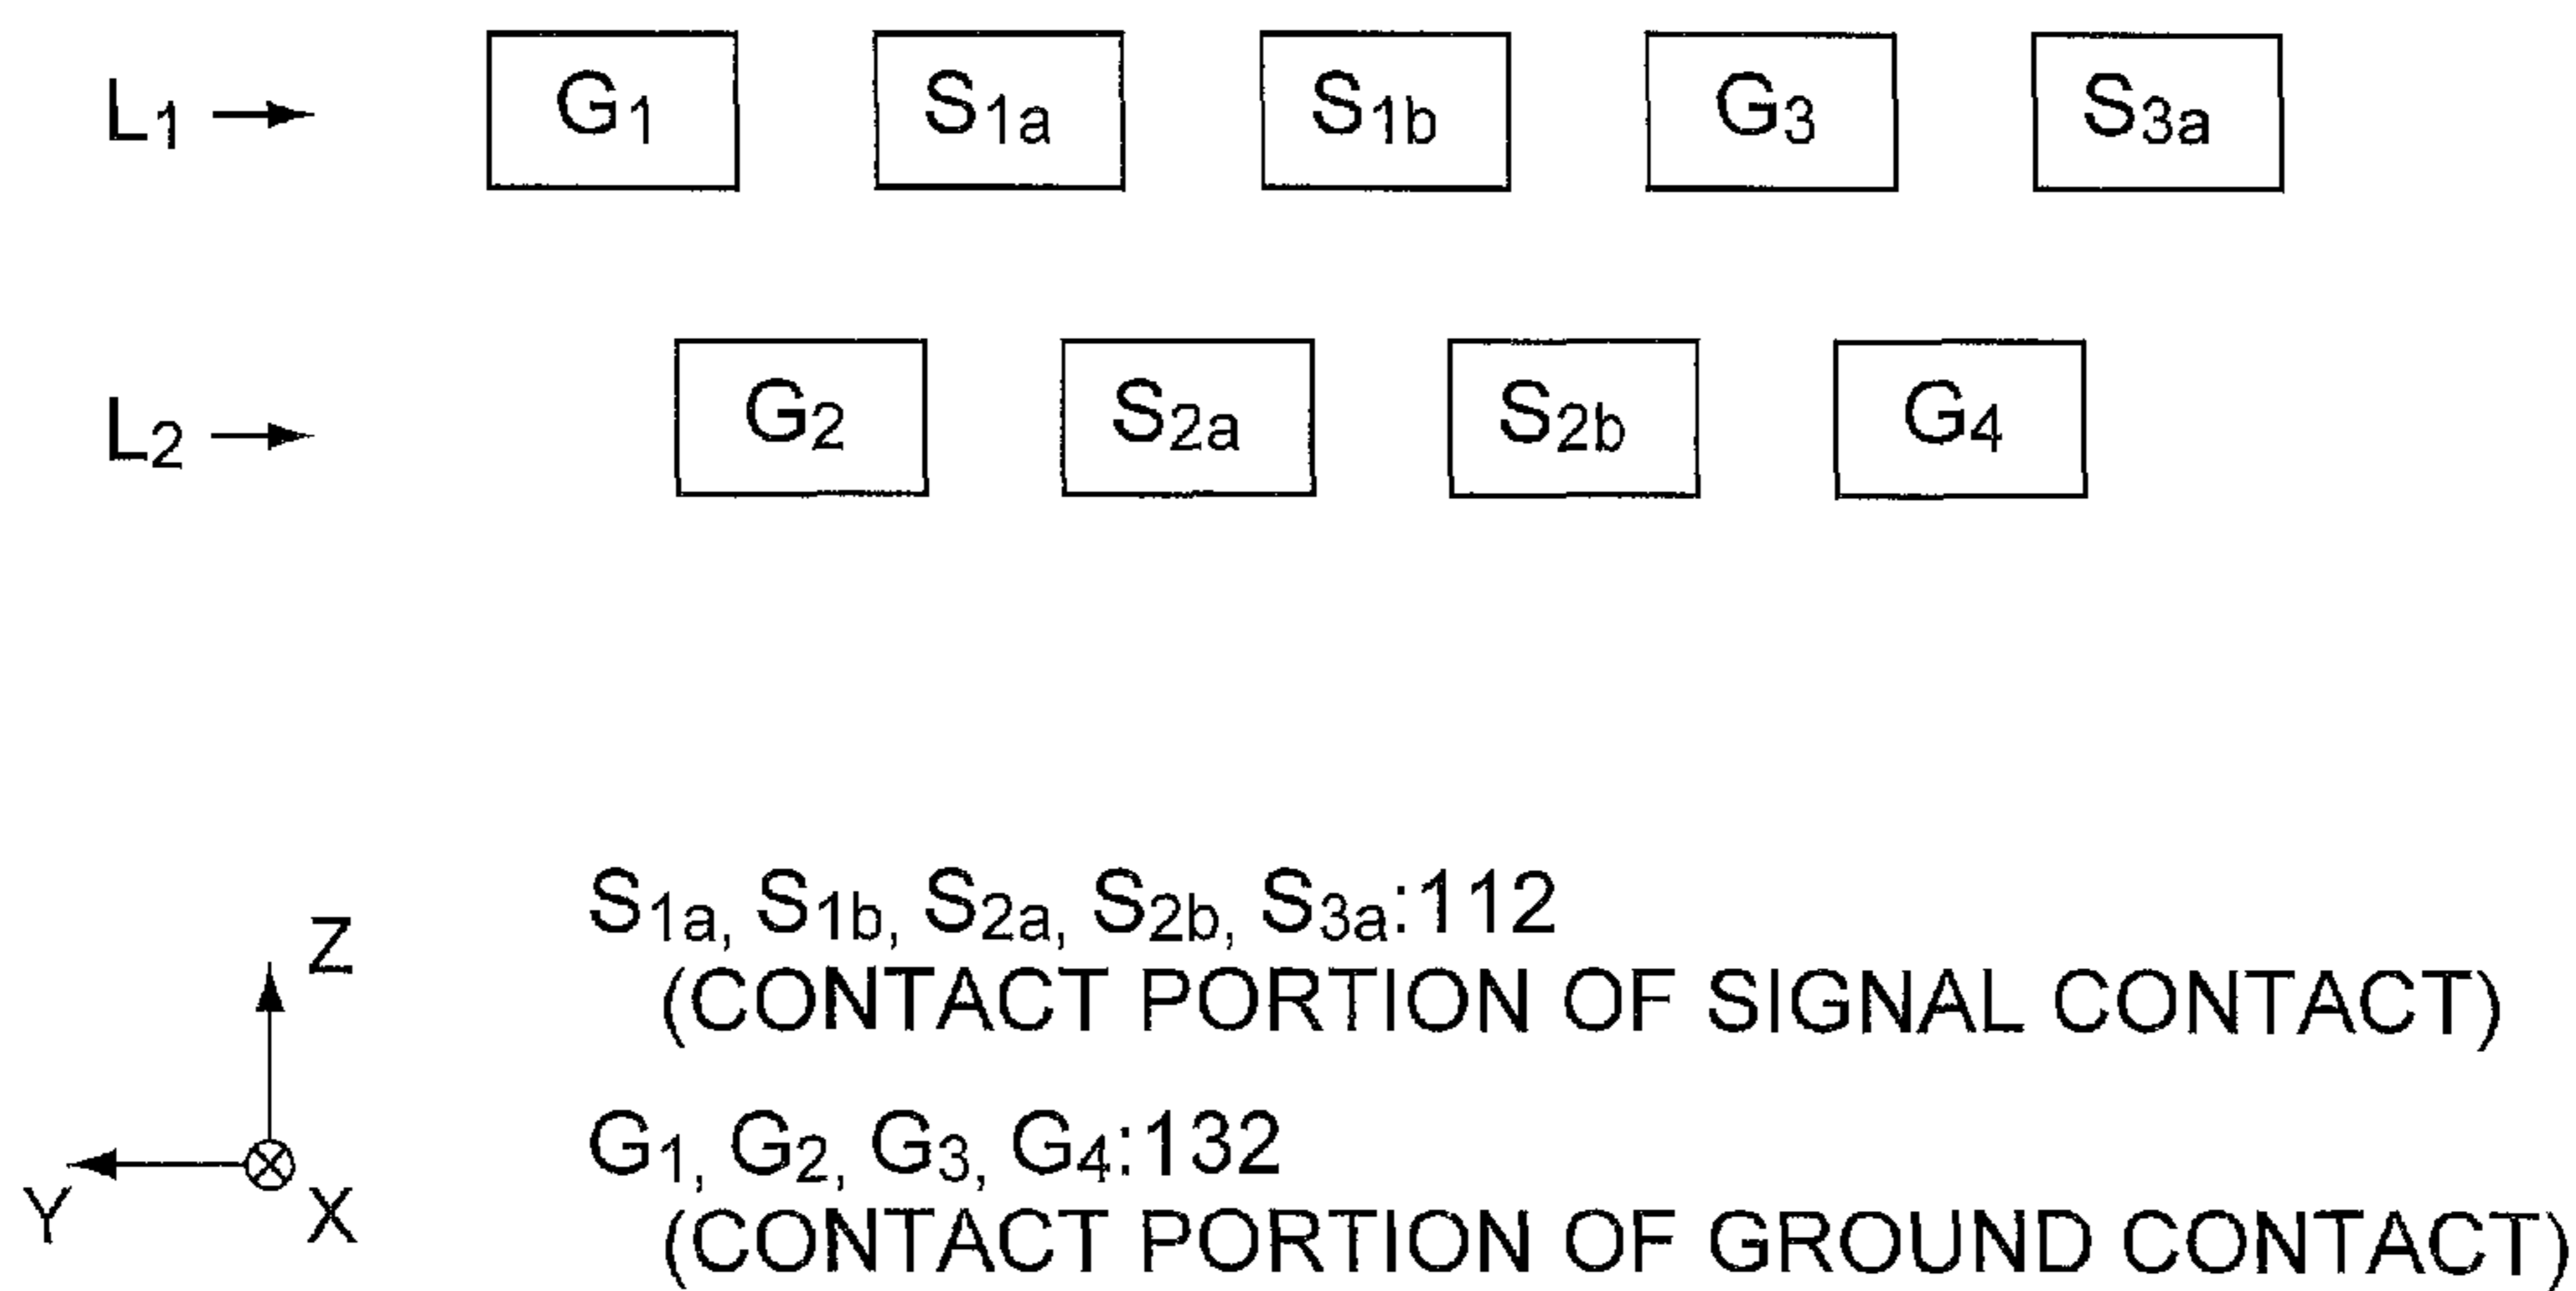 L1 G1 S1a S1b G3 S3a
L2 G2 S2a S2b G4
S1a, S1b, S2a, S2b, S3a:112
(CONTACT PORTION OF SIGNAL CONTACT)
G1, G2, G3, G4:132
(CONTACT PORTION OF GROUND CONTACT)
Z
Y
X